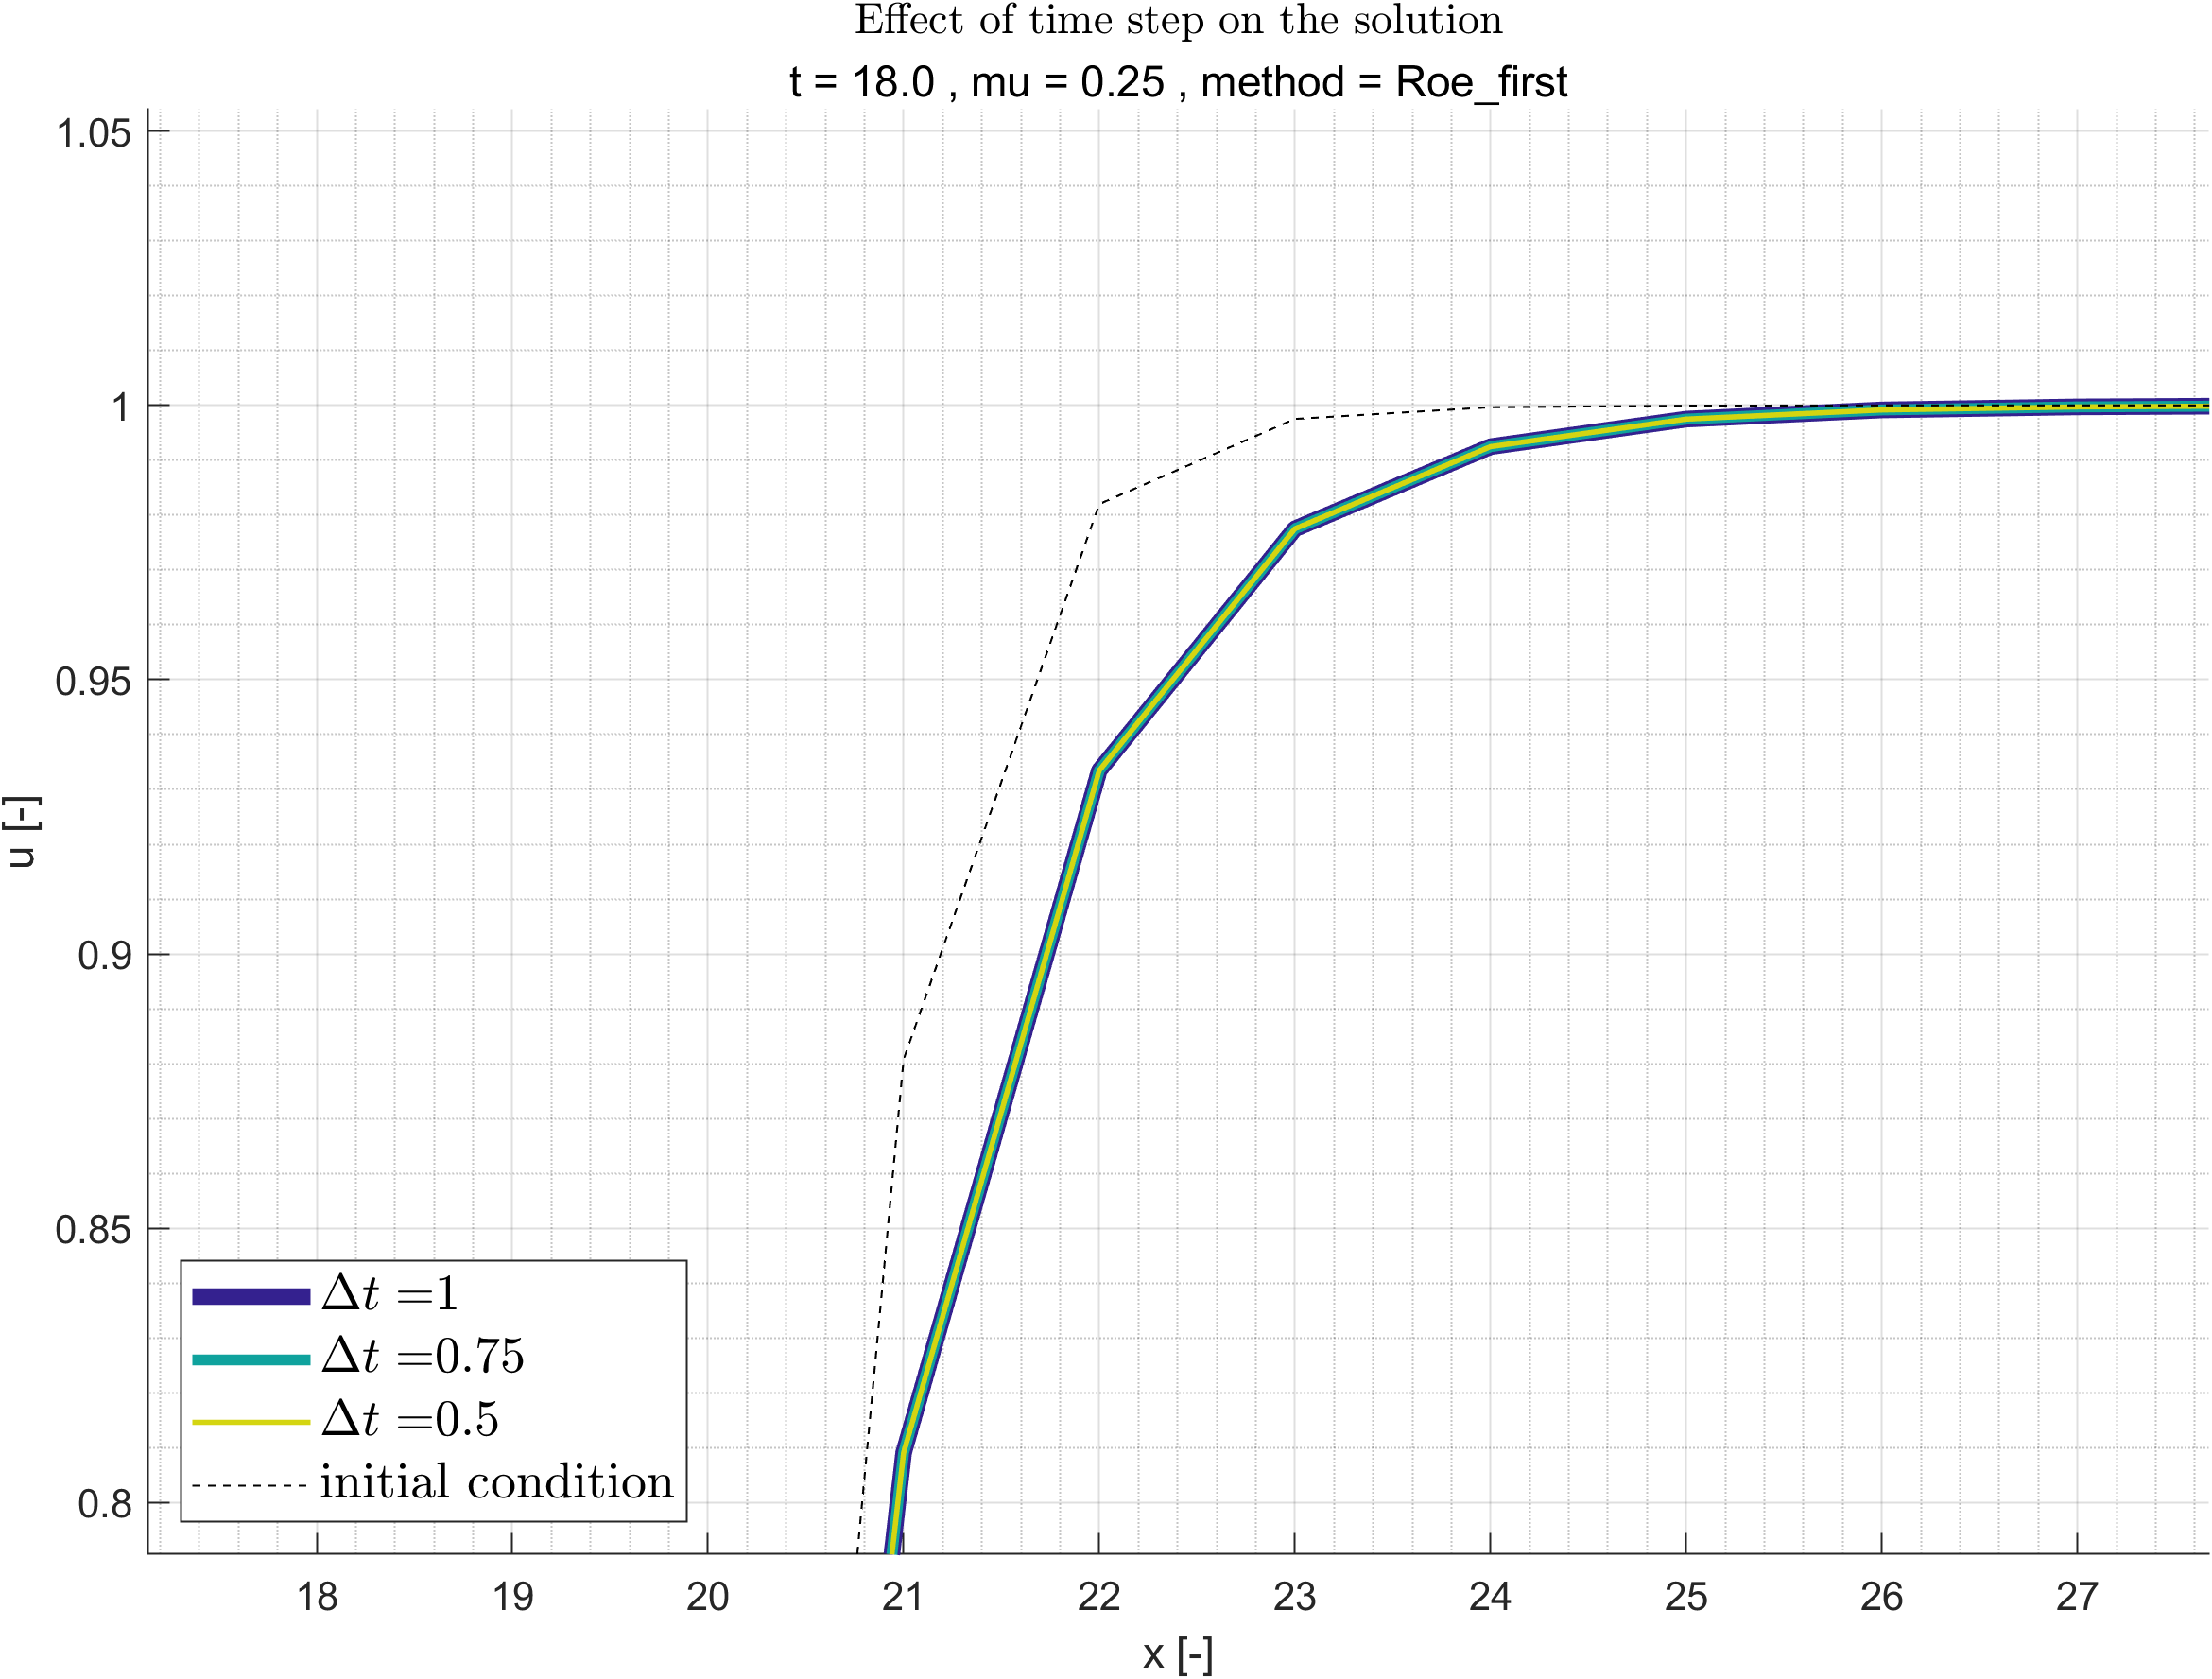 Effect of time step on the solution
t = 18.0 , mu = 0.25 , method = Roe_first
1.05
1
0.95
0.9
0.85
0.8
u [-]
Δt =1
Δt =0.75
Δt =0.5
initial condition
18 19 20 21 22 23 24 25 26 27
x [-]